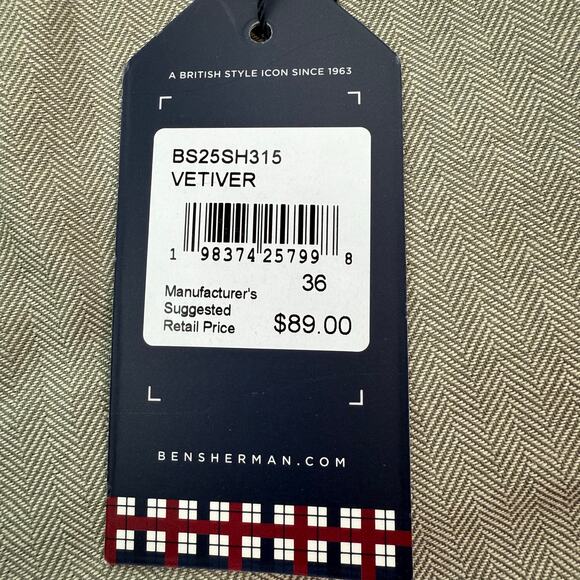 A BRITISH STYLE ICON SINCE 1963
BS25SH315
VETIVER
1 98374 25799 8
36
Manufacturer's
Suggested
Retail Price $89.00
BENSHERMAN.COM